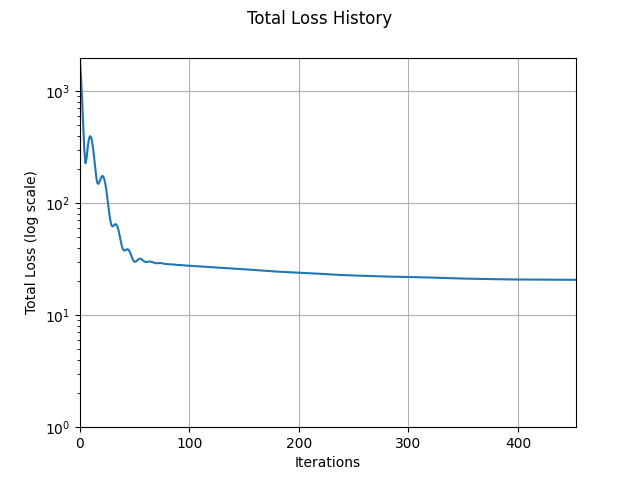 Total Loss History
Total Loss (log scale)
10³
10²
10¹
10⁰
0 100 200 300 400
Iterations